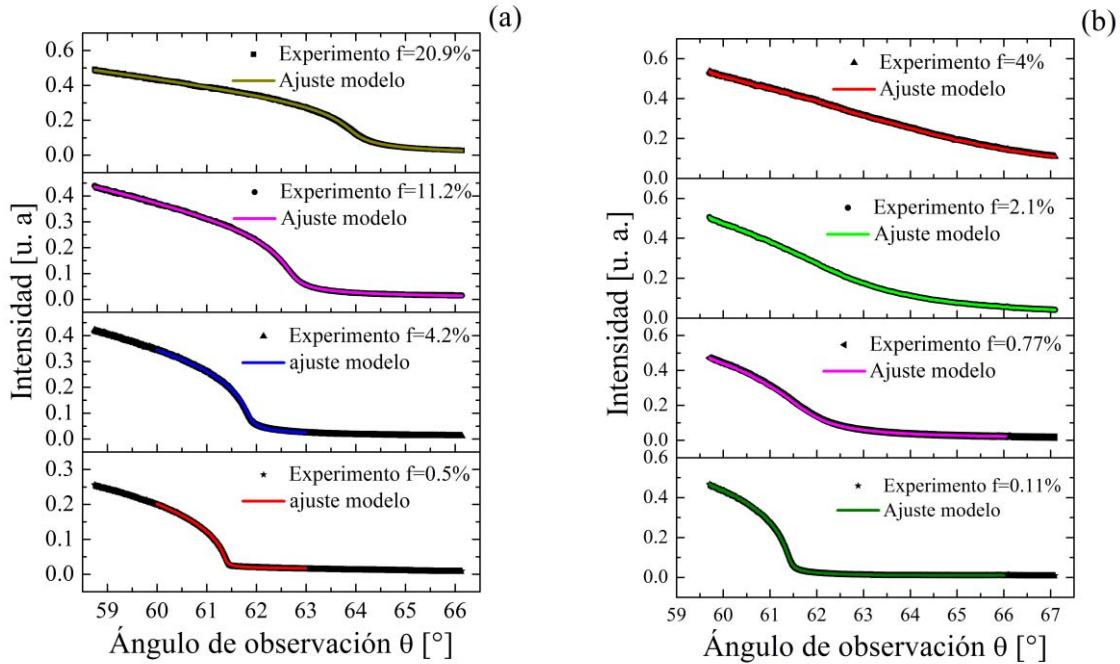 (a)
Intensidad [u. a]
Experimento f=20.9%
Ajuste modelo
0.6
0.4
0.2
0.0
Experimento f=11.2%
Ajuste modelo
0.4
0.3
0.2
0.1
0.0
Experimento f=4.2%
ajuste modelo
0.4
0.3
0.2
0.1
0.0
Experimento f=0.5%
ajuste modelo
0.3
0.2
0.1
0.0
59 60 61 62 63 64 65 66
Ángulo de observación θ [°]
(b)
Intensidad [u. a.]
Experimento f=4%
Ajuste modelo
0.6
0.4
0.2
0.0
Experimento f=2.1%
Ajuste modelo
0.4
0.2
0.0
Experimento f=0.77%
Ajuste modelo
0.6
0.4
0.2
0.0
Experimento f=0.11%
Ajuste modelo
0.6
0.4
0.2
0.0
59 60 61 62 63 64 65 66 67
Ángulo de observación θ [°]